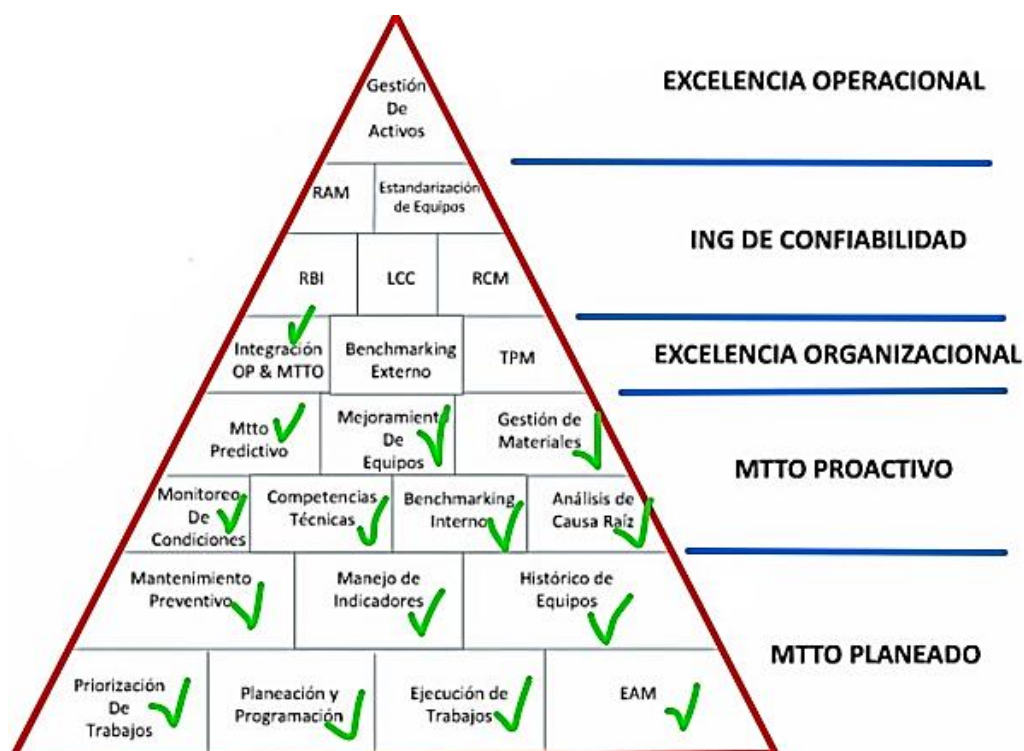 Gestión
De
Activos
EXCELENCIA OPERACIONAL
RAM
Estandarización
de Equipos
ING DE CONFIABILIDAD
RBI
LCC
RCM
Integración
OP & MTTO
Benchmarking
Externo
TPM
EXCELENCIA ORGANIZACIONAL
Mtto
Predictivo
Mejoramiento
De
Equipos
Gestión de
Materiales
MTTO PROACTIVO
Monitoreo
De
Condiciones
Competencias
Técnicas
Benchmarking
Interno
Análisis de
Causa Raíz
Mantenimiento
Preventivo
Manejo de
Indicadores
Histórico de
Equipos
MTTO PLANEADO
Priorización
De
Trabajos
Planeación y
Programación
Ejecución de
Trabajos
EAM